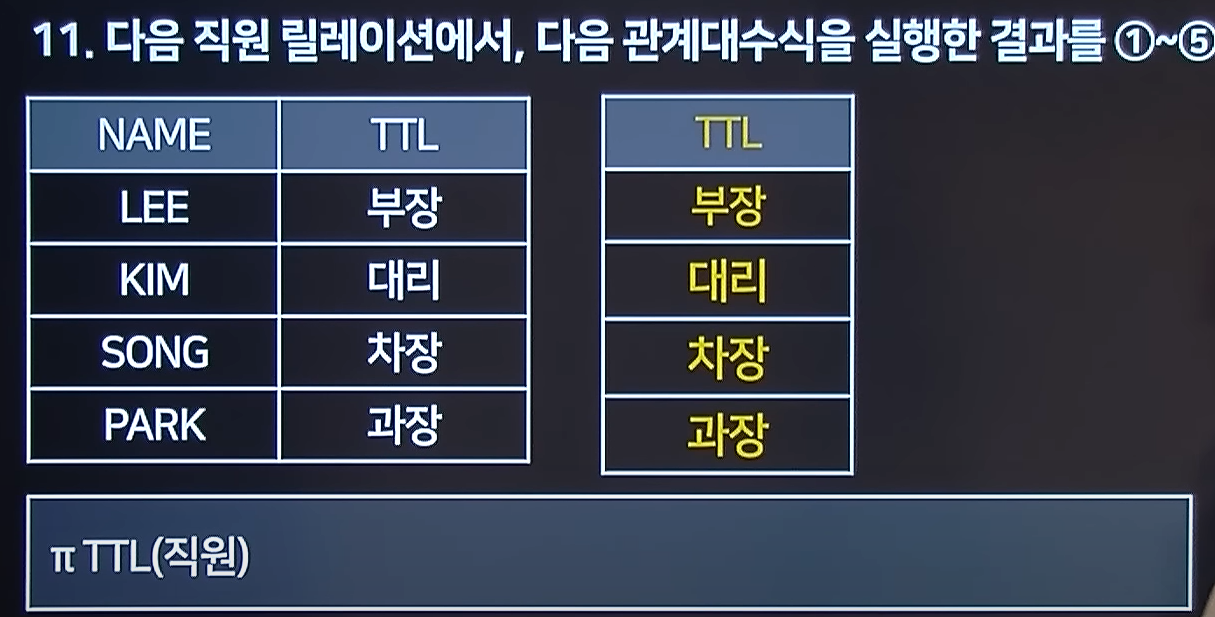 11. 다음 직원 릴레이션에서, 다음 관계대수식을 실행한 결과를 ①~⑤
NAME TTL
LEE 부장
KIM 대리
SONG 차장
PARK 과장
TTL
부장
대리
차장
과장
π TTL(직원)